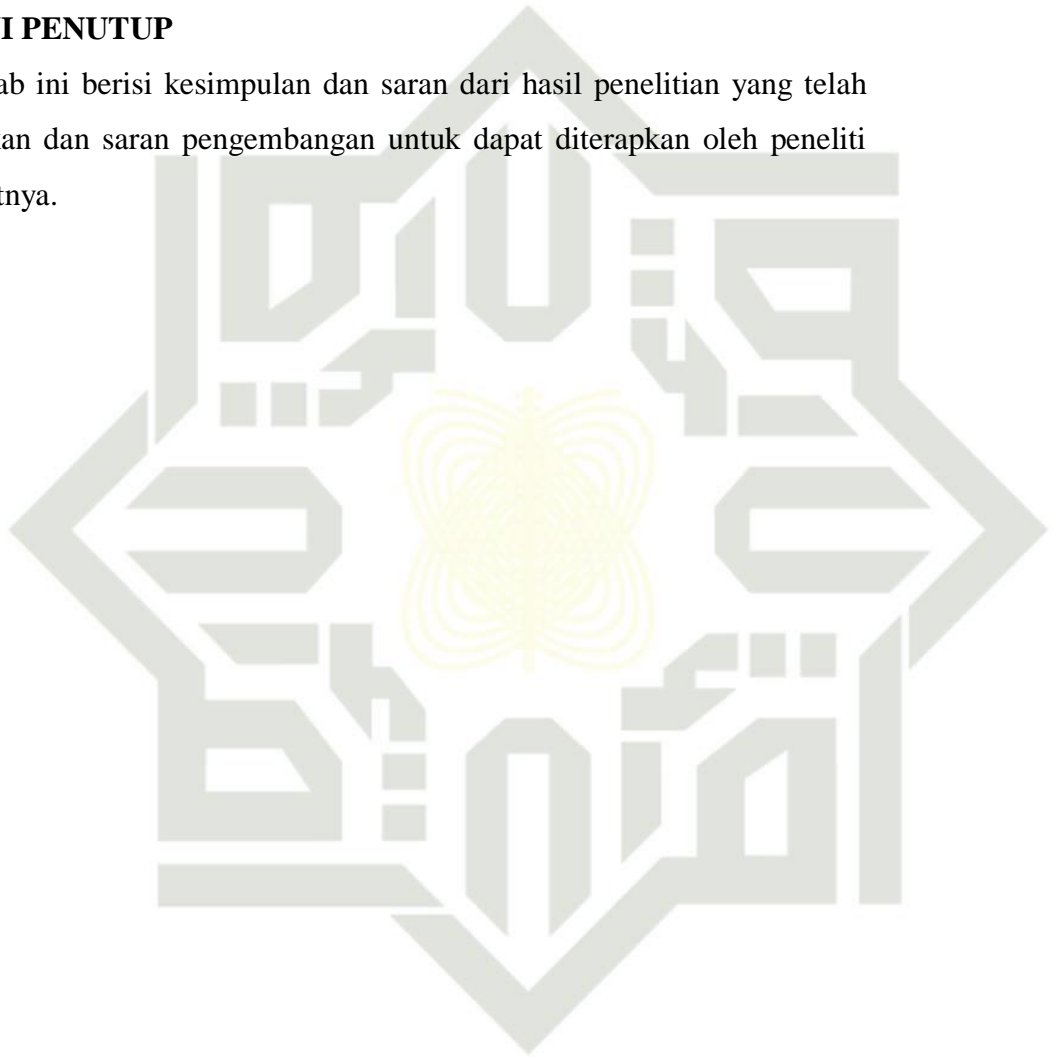 I PENUTUP
ab ini berisi kesimpulan dan saran dari hasil penelitian yang telah
kan dan saran pengembangan untuk dapat diterapkan oleh peneliti
tnya.